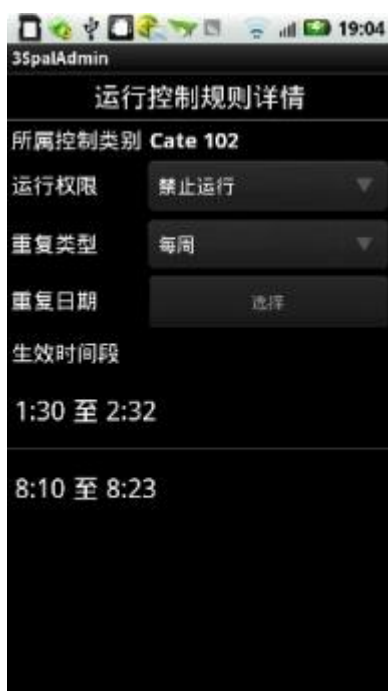 19:04
3SpalAdmin
运行控制规则详情
所属控制类别 Cate 102
运行权限 禁止运行
重复类型 每周
重复日期 选择
生效时间段
1:30 至 2:32
8:10 至 8:23